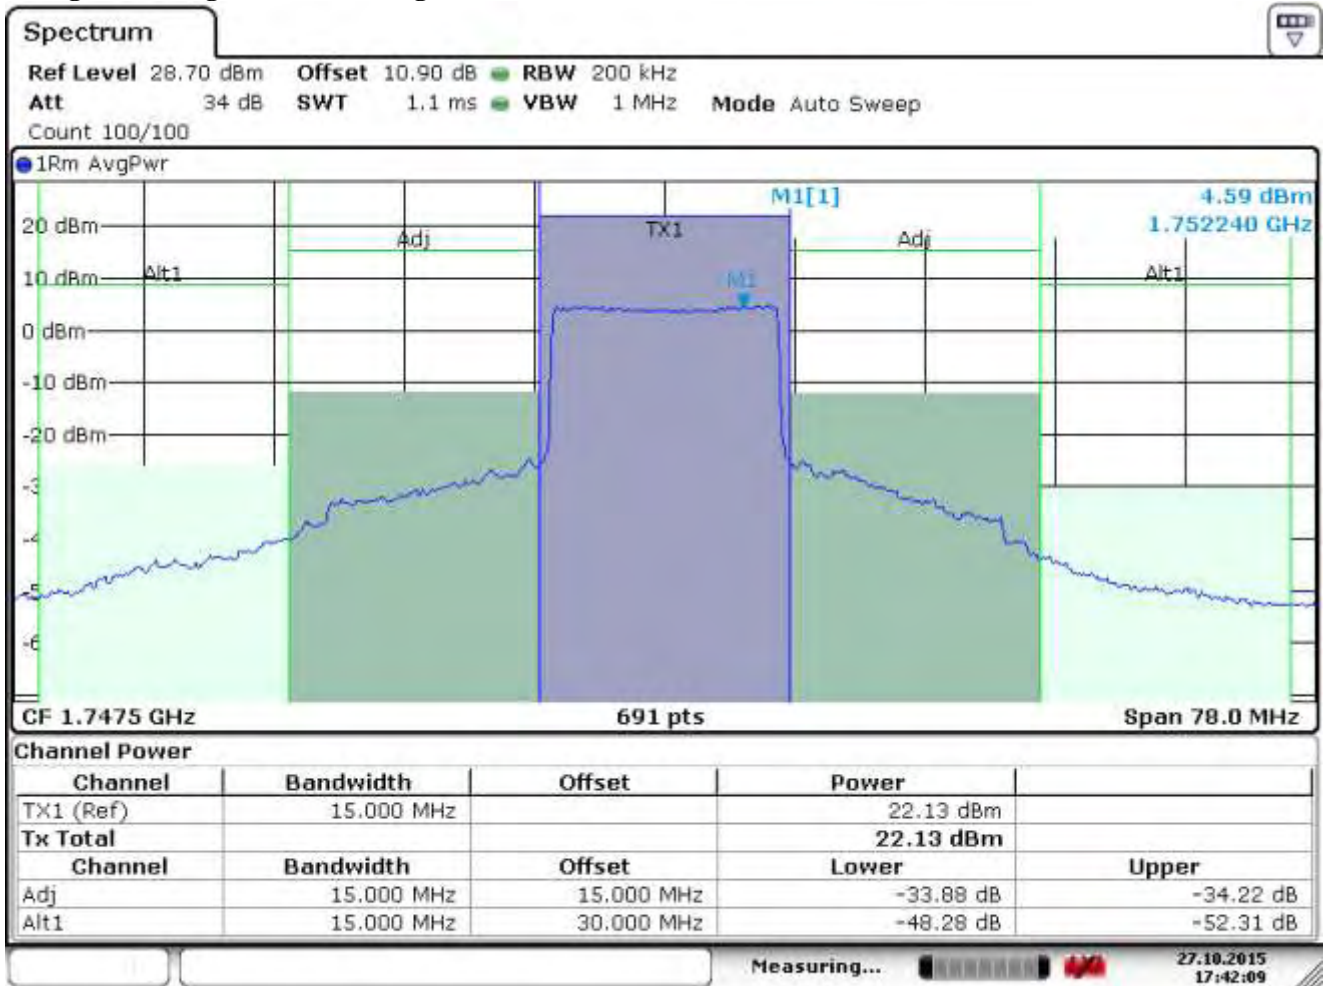 Spectrum
Ref Level 28.70 dBm Offset 10.90 dB RBW 200 kHz
Att 34 dB SWT 1.1 ms VBW 1 MHz Mode Auto Sweep
Count 100/100
1Rm AvgPwr
M1[1] 4.59 dBm
1.752240 GHz
20 dBm
Adj TX1 Adj
10 dBm
Alt1 M1 Alt1
0 dBm
-10 dBm
-20 dBm
-3
-4
-5
-6
CF 1.7475 GHz 691 pts Span 78.0 MHz
Channel Power
Channel Bandwidth Offset Power
TX1 (Ref) 15.000 MHz 22.13 dBm
Tx Total 22.13 dBm
Channel Bandwidth Offset Lower Upper
Adj 15.000 MHz 15.000 MHz -33.88 dB -34.22 dB
Alt1 15.000 MHz 30.000 MHz -48.28 dB -52.31 dB
Measuring... 27.10.2015
17:42:09